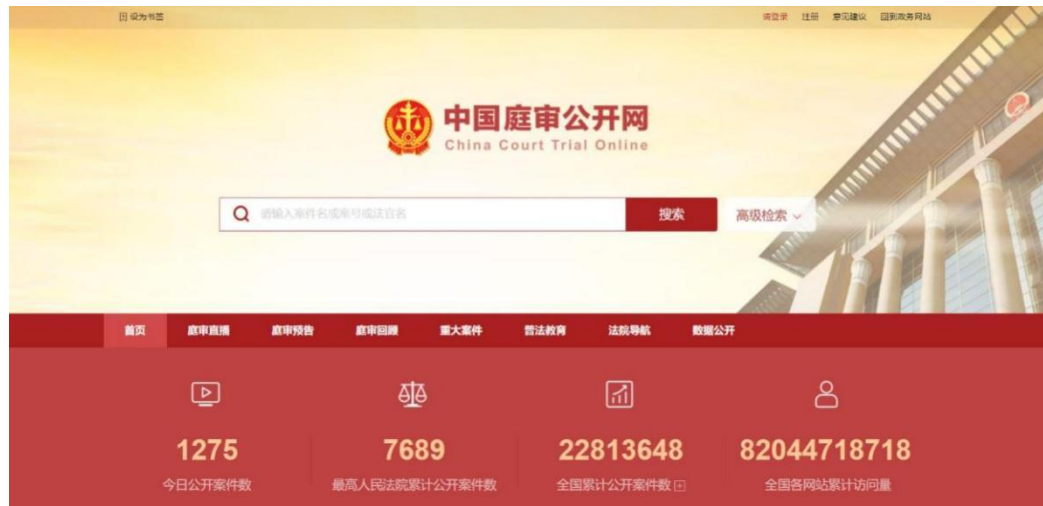 设为书签
请登录 注册 意见建议 回到政务网站
中国庭审公开网
China Court Trial Online
请输入案件名或案号或法官名 搜索 高级检索
首页 庭审直播 庭审预告 庭审回顾 重大案件 普法教育 法院导航 数据公开
1275 7689 22813648 82044718718
今日公开案件数 最高人民法院累计公开案件数 全国累计公开案件数 全国各网站累计访问量